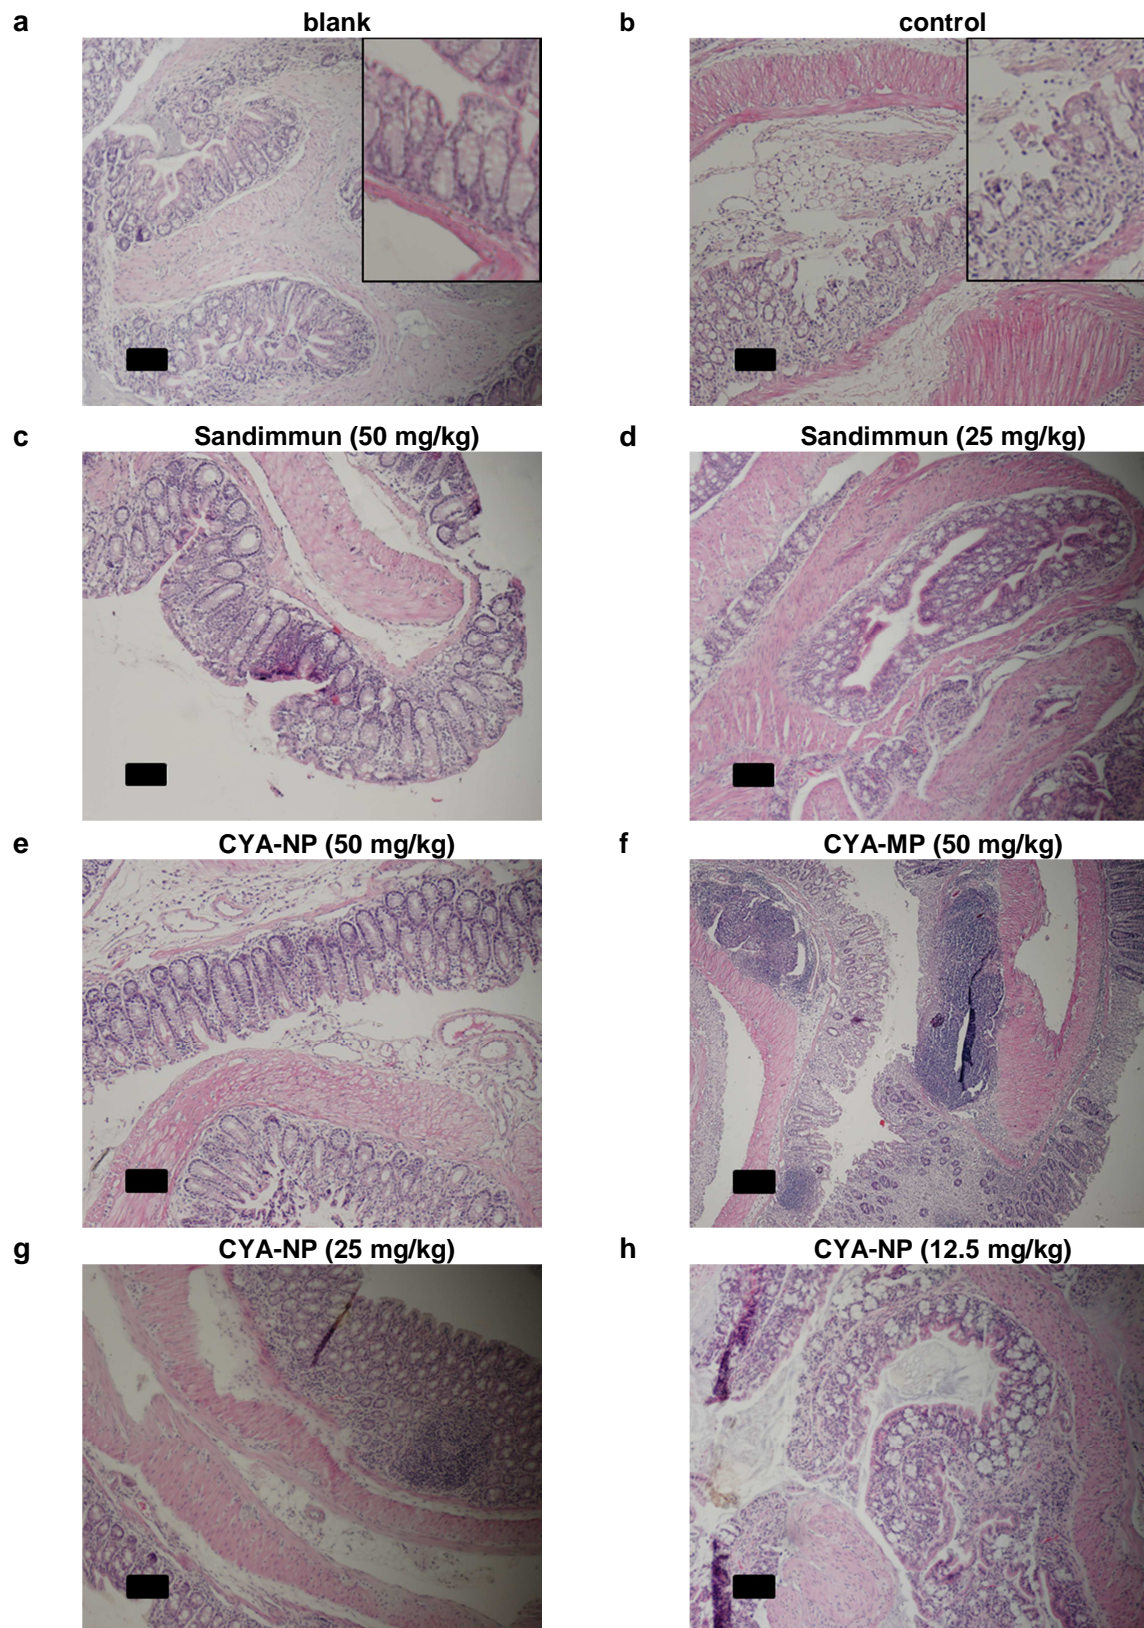 a blank
b control
c Sandimmun (50 mg/kg)
d Sandimmun (25 mg/kg)
e CYA-NP (50 mg/kg)
f CYA-MP (50 mg/kg)
g CYA-NP (25 mg/kg)
h CYA-NP (12.5 mg/kg)